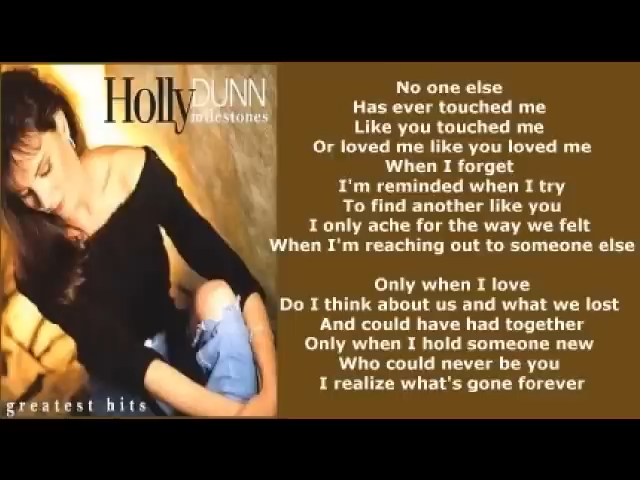 Holly DUNN
milestones
greatest hits
No one else
Has ever touched me
Like you touched me
Or loved me like you loved me
When I forget
I'm reminded when I try
To find another like you
I only ache for the way we felt
When I'm reaching out to someone else
Only when I love
Do I think about us and what we lost
And could have had together
Only when I hold someone new
Who could never be you
I realize what's gone forever